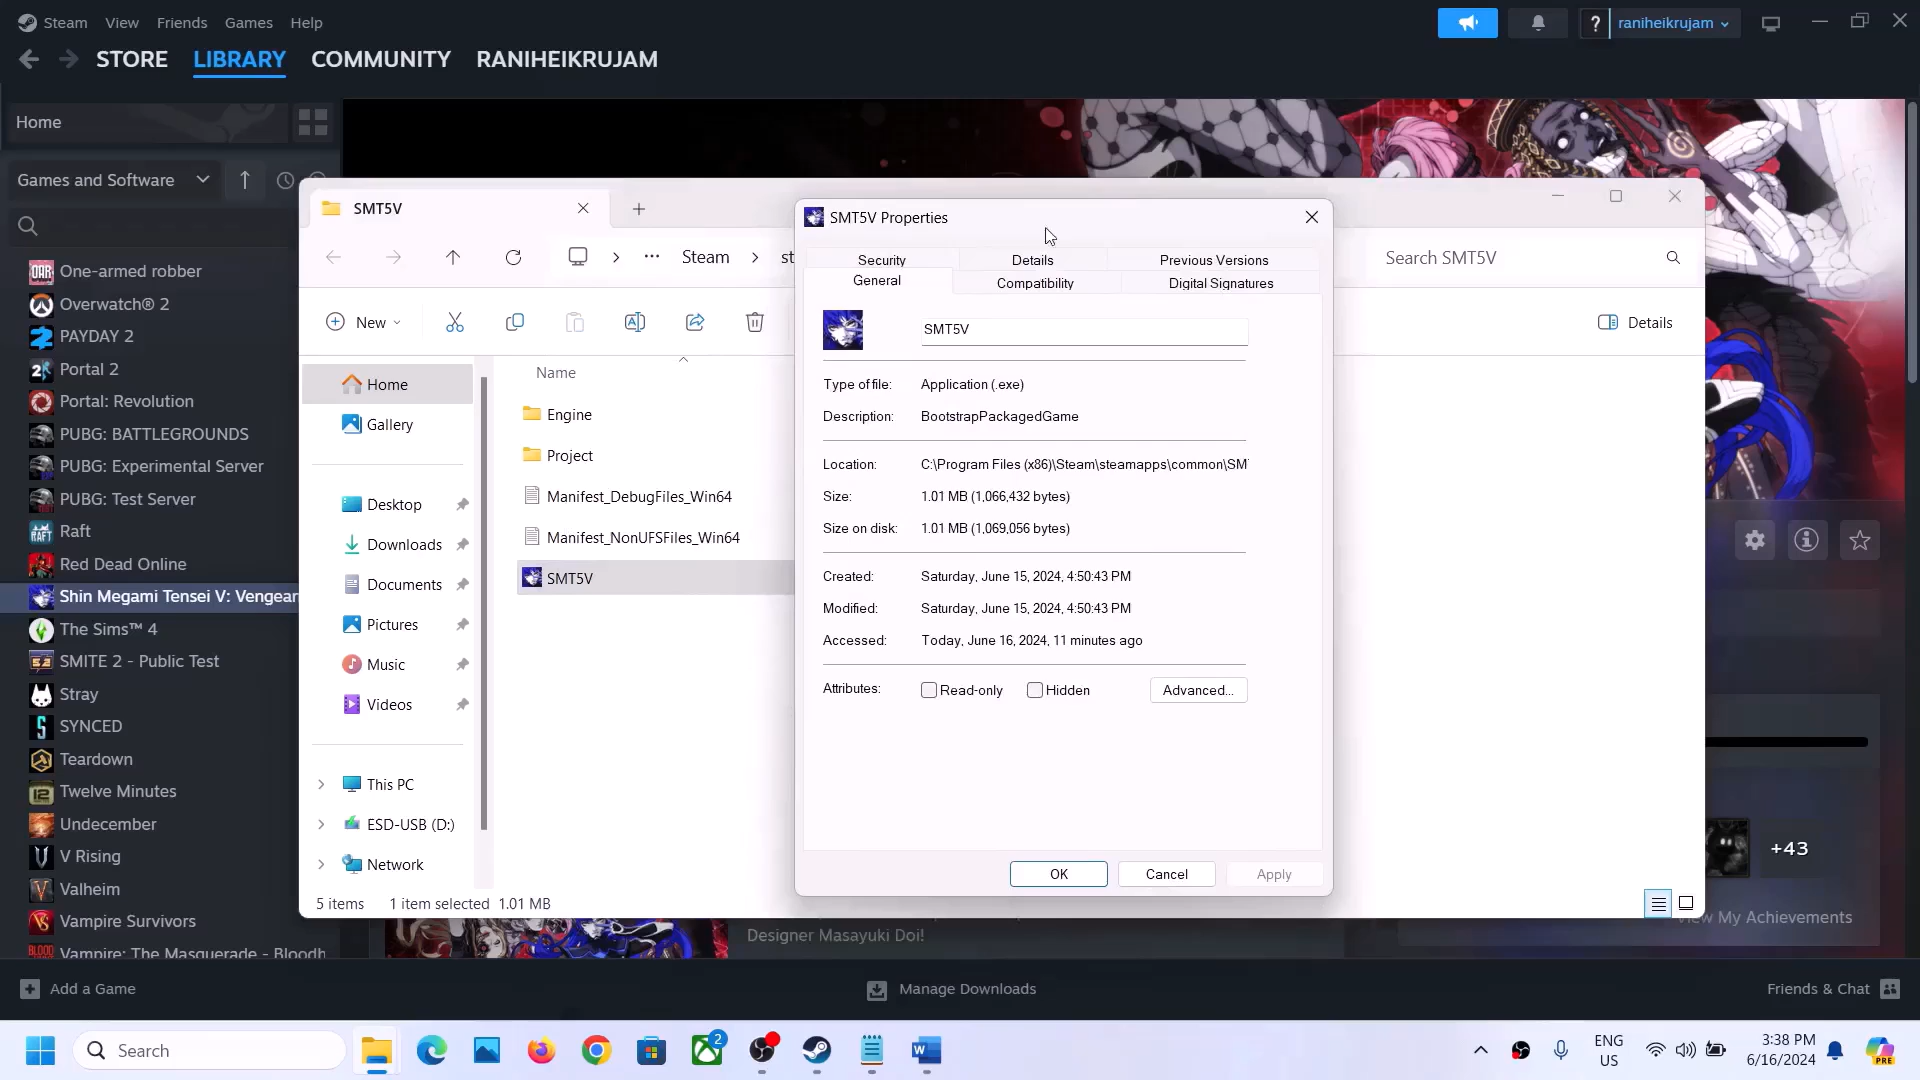 Steam View Friends Games Help
raniheikrujam
STORE LIBRARY COMMUNITY RANIHEIKRUJAM
Home
Games and Software
One-armed robber
Overwatch® 2
PAYDAY 2
Portal 2
Portal: Revolution
PUBG: BATTLEGROUNDS
PUBG: Experimental Server
PUBG: Test Server
Raft
Red Dead Online
Shin Megami Tensei V: Vengean
The Sims™ 4
SMITE 2 - Public Test
Stray
SYNCED
Teardown
Twelve Minutes
Undecember
V Rising
Valheim
Vampire Survivors
Vampire: The Masquerade - Bloodh
SMT5V
Steam st
Search SMT5V
New
Details
Home
Gallery
Desktop
Downloads
Documents
Pictures
Music
Videos
This PC
ESD-USB (D:)
Network
Name
Engine
Project
Manifest_DebugFiles_Win64
Manifest_NonUFSFiles_Win64
SMT5V
5 items 1 item selected 1.01 MB
SMT5V Properties
Security Details Previous Versions
General Compatibility Digital Signatures
SMT5V
Type of file: Application (.exe)
Description: BootstrapPackagedGame
Location: C:\Program Files (x86)\Steam\steamapps\common\SM
Size: 1.01 MB (1,066,432 bytes)
Size on disk: 1.01 MB (1,069,056 bytes)
Created: Saturday, June 15, 2024, 4:50:43 PM
Modified: Saturday, June 15, 2024, 4:50:43 PM
Accessed: Today, June 16, 2024, 11 minutes ago
Attributes: Read-only Hidden Advanced...
OK Cancel Apply
+43
View My Achievements
Designer Masayuki Doi!
Add a Game
Manage Downloads
Friends & Chat
Search
2
ENG
US
3:38 PM
6/16/2024
PRE